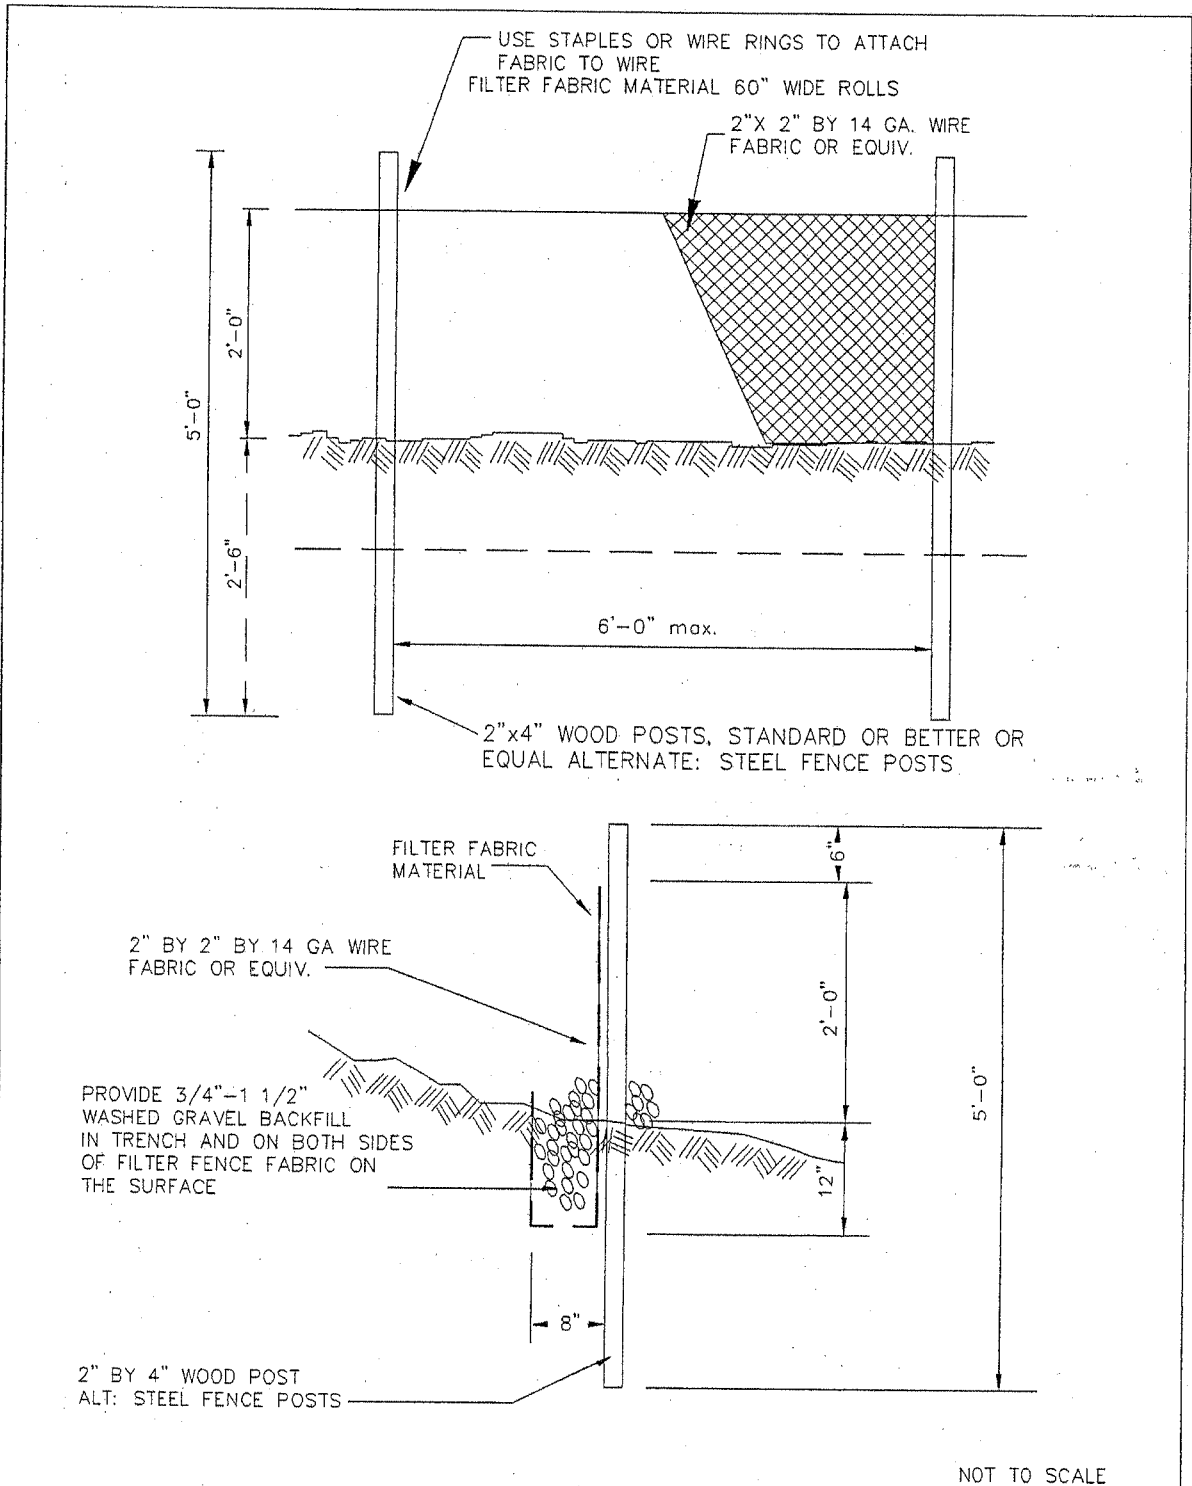 USE STAPLES OR WIRE RINGS TO ATTACH
FABRIC TO WIRE
FILTER FABRIC MATERIAL 60" WIDE ROLLS
2"X 2" BY 14 GA. WIRE
FABRIC OR EQUIV.
5'-0"
2'-0"
2'-6"
6'-0" max.
2"x4" WOOD POSTS, STANDARD OR BETTER OR
EQUAL ALTERNATE: STEEL FENCE POSTS
FILTER FABRIC
MATERIAL
6"
2" BY 2" BY 14 GA WIRE
FABRIC OR EQUIV.
2'-0"
5'-0"
PROVIDE 3/4"-1 1/2"
WASHED GRAVEL BACKFILL
IN TRENCH AND ON BOTH SIDES
OF FILTER FENCE FABRIC ON
THE SURFACE
12"
8"
2" BY 4" WOOD POST
ALT: STEEL FENCE POSTS
NOT TO SCALE